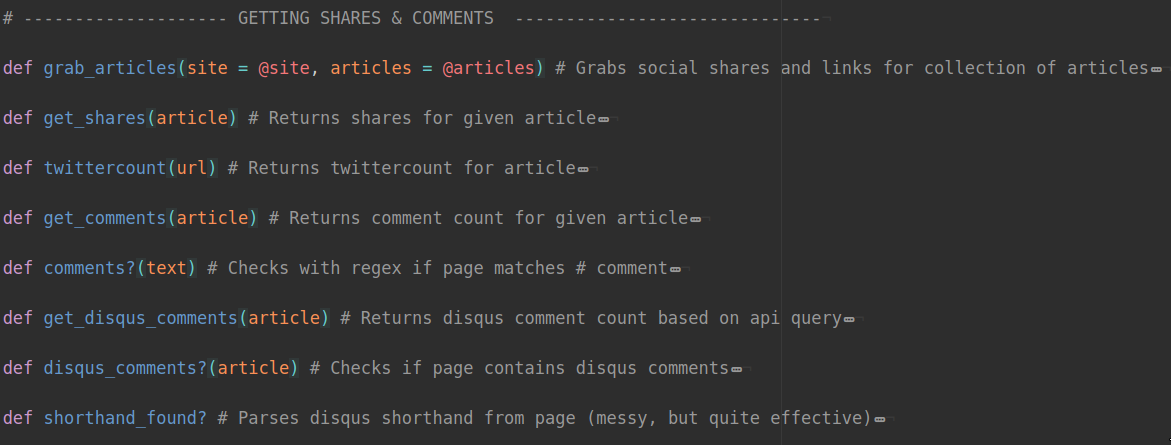 # -------------------- GETTING SHARES & COMMENTS  ------------------------------
def grab_articles(site = @site, articles = @articles) # Grabs social shares and links for collection of articles
def get_shares(article) # Returns shares for given article
def twittercount(url) # Returns twittercount for article
def get_comments(article) # Returns comment count for given article
def comments?(text) # Checks with regex if page matches # comment
def get_disqus_comments(article) # Returns disqus comment count based on api query
def disqus_comments?(article) # Checks if page contains disqus comments
def shorthand_found? # Parses disqus shorthand from page (messy, but quite effective)